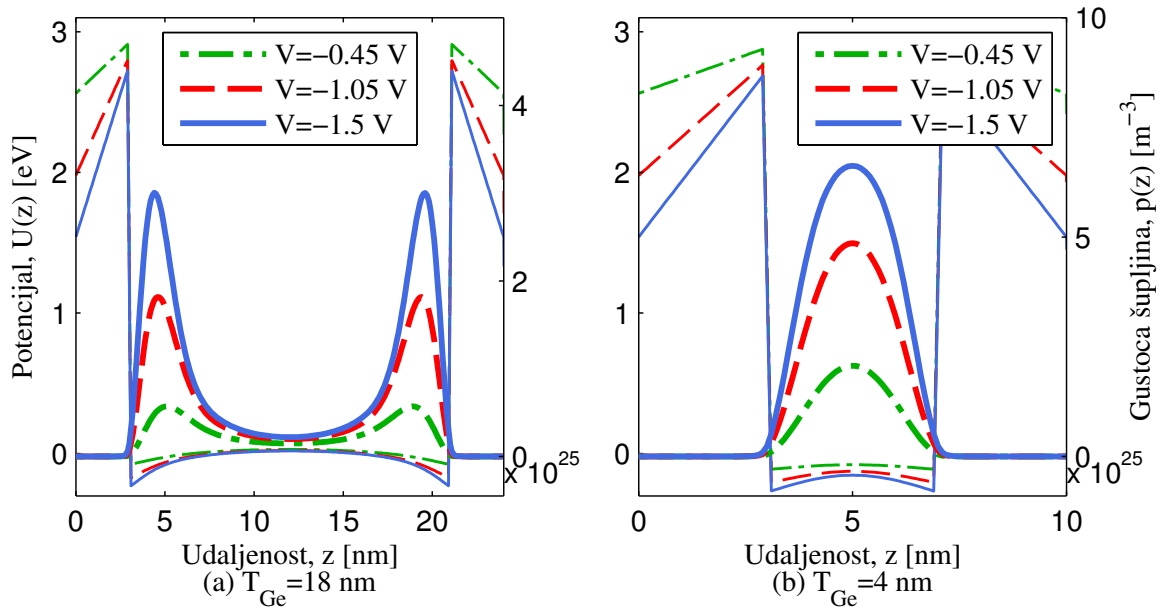 3
2
1
0
4
2
0
×10^25
0
5
10
15
20
Potencijal, U(z) [eV]
Udaljenost, z [nm]
(a) T_Ge=18 nm
V=−0.45 V
V=−1.05 V
V=−1.5 V
3
2
1
0
10
5
0
×10^25
0
5
10
Gustoca šupljina, p(z) [m^-3]
Udaljenost, z [nm]
(b) T_Ge=4 nm
V=−0.45 V
V=−1.05 V
V=−1.5 V